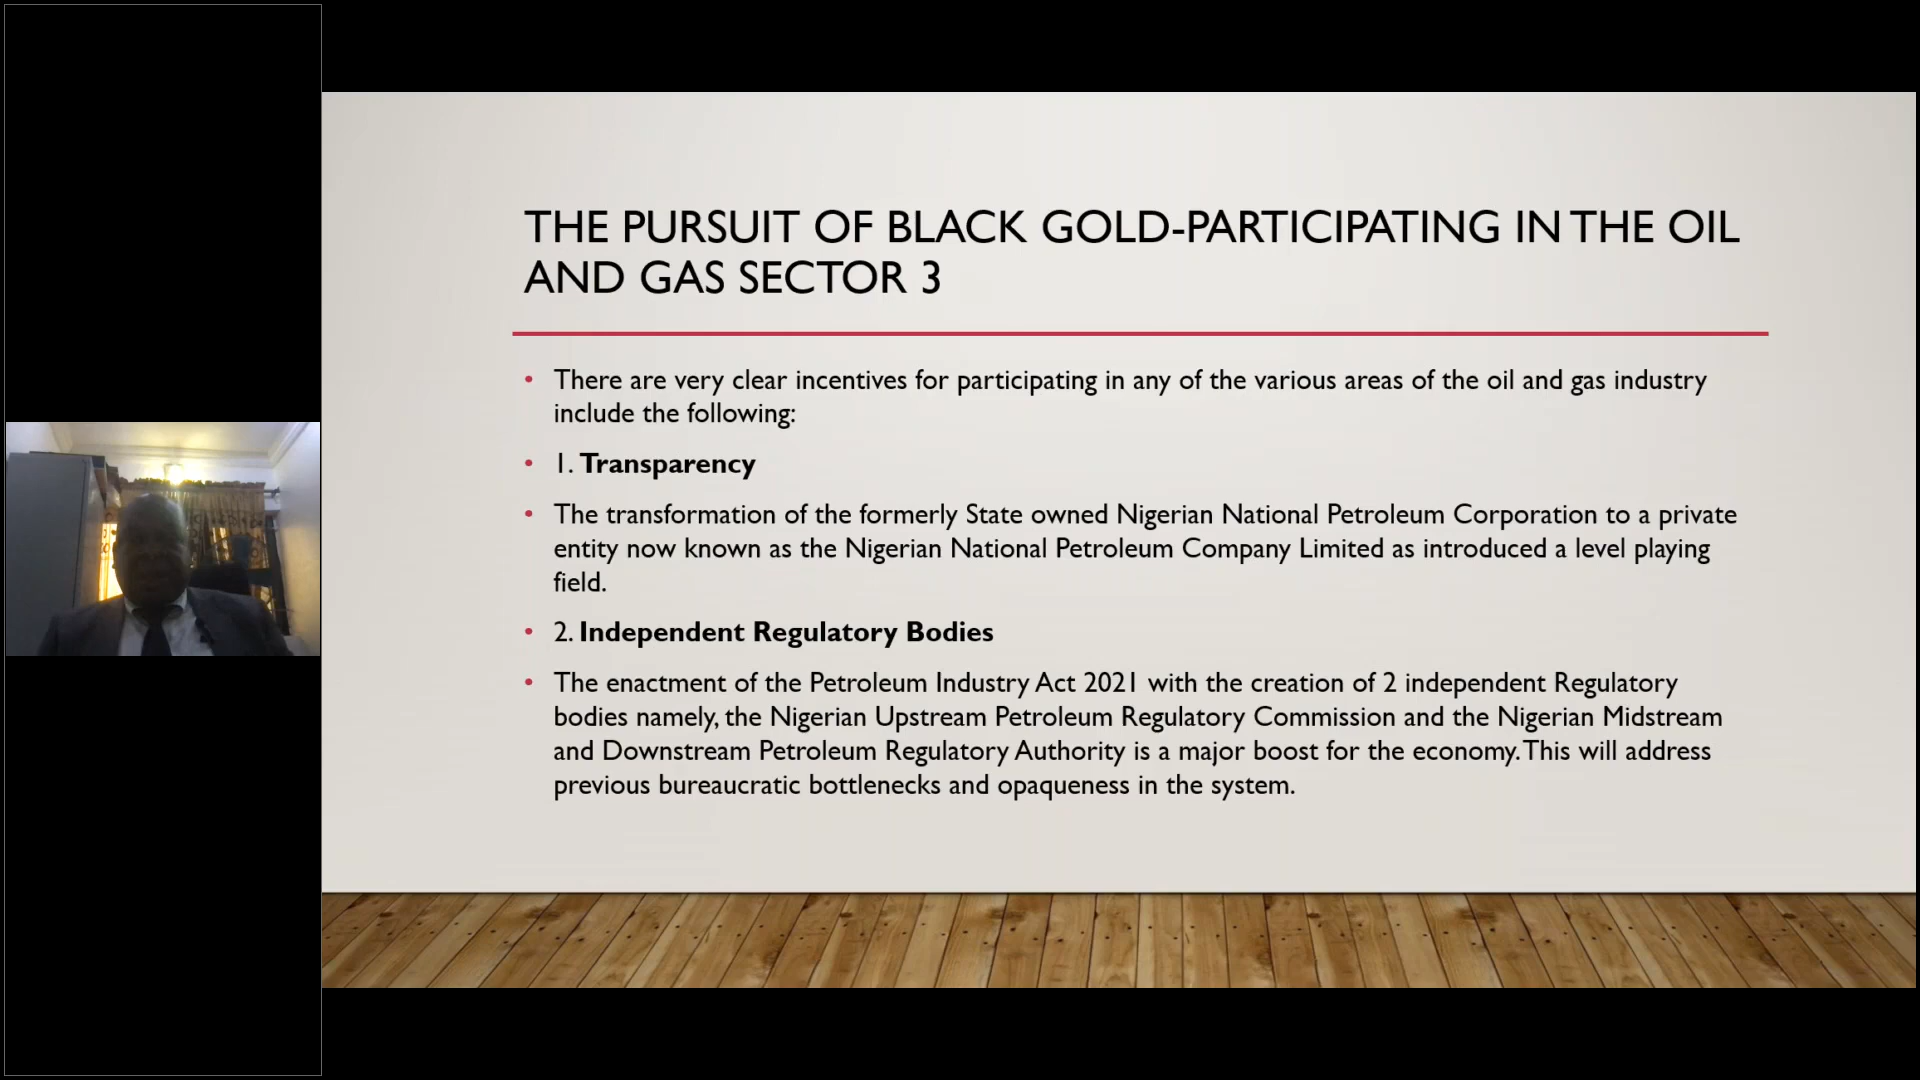 THE PURSUIT OF BLACK GOLD-PARTICIPATING IN THE OIL
AND GAS SECTOR 3
• There are very clear incentives for participating in any of the various areas of the oil and gas industry
include the following:
• 1. Transparency
• The transformation of the formerly State owned Nigerian National Petroleum Corporation to a private
entity now known as the Nigerian National Petroleum Company Limited as introduced a level playing
field.
• 2. Independent Regulatory Bodies
• The enactment of the Petroleum Industry Act 2021 with the creation of 2 independent Regulatory
bodies namely, the Nigerian Upstream Petroleum Regulatory Commission and the Nigerian Midstream
and Downstream Petroleum Regulatory Authority is a major boost for the economy. This will address
previous bureaucratic bottlenecks and opaqueness in the system.